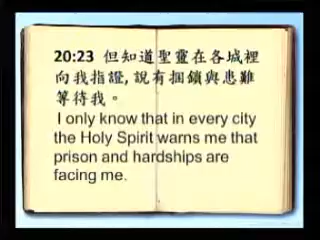 20:23 但知道聖靈在各城裡
向我指證, 說有捆鎖與患難
等待我。
I only know that in every city
the Holy Spirit warns me that
prison and hardships are
facing me.